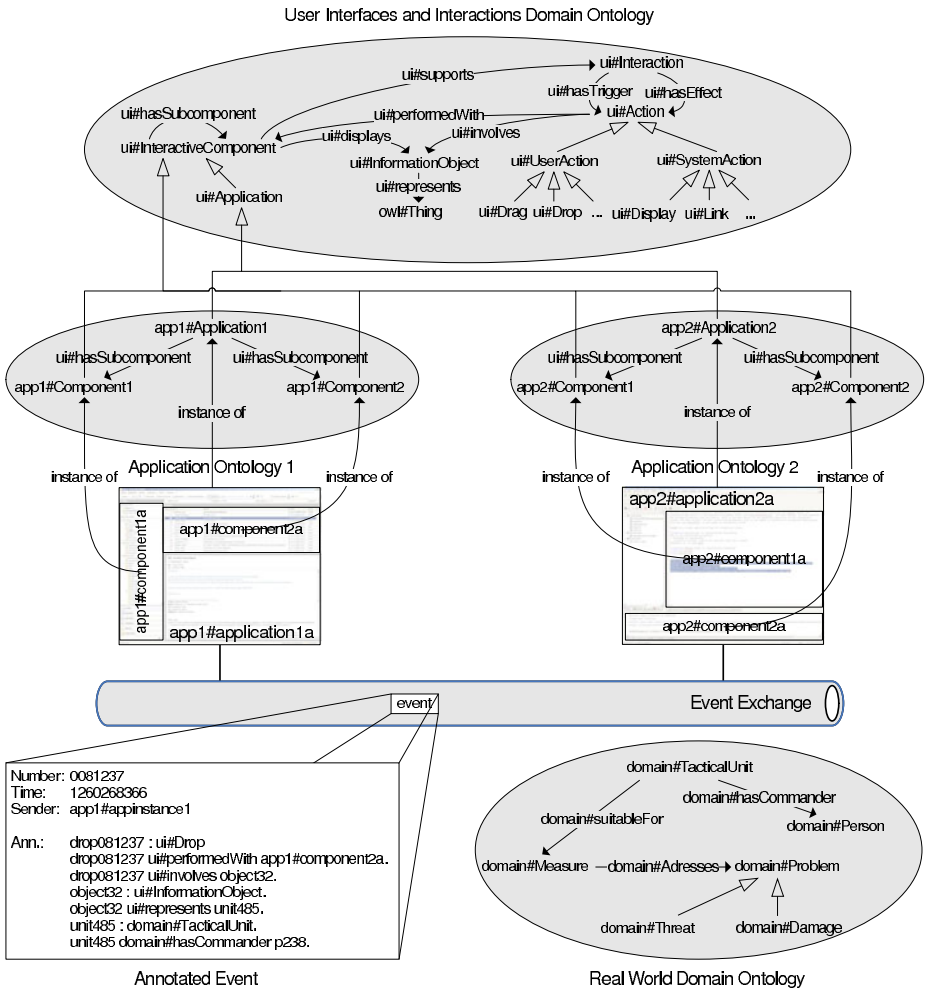 User Interfaces and Interactions Domain Ontology
ui#Interaction
ui#supports
ui#hasTrigger
ui#hasEffect
ui#hasSubcomponent
ui#performedWith
ui#Action
ui#displays
ui#involves
ui#InteractiveComponent
ui#InformationObject
ui#UserAction
ui#SystemAction
ui#represents
ui#Application
owl#Thing
ui#Drag
ui#Drop
...
ui#Display
ui#Link
...
app1#Application1
ui#hasSubcomponent
ui#hasSubcomponent
app1#Component1
app1#Component2
instance of
Application Ontology 1
instance of
instance of
app2#Application2
ui#hasSubcomponent
ui#hasSubcomponent
app2#Component1
app2#Component2
instance of
Application Ontology 2
instance of
instance of
app1#component1a
app1#component2a
app1#application1a
app2#application2a
app2#component1a
app2#component2a
event
Event Exchange
Number: 0081237
Time: 1260268366
Sender: app1#appinstance1
Ann.: drop081237 : ui#Drop
drop081237 ui#performedWith app1#component2a.
drop081237 ui#involves object32.
object32 : ui#InformationObject.
object32 ui#represents unit485.
unit485 : domain#TacticalUnit.
unit485 domain#hasCommander p238.
Annotated Event
domain#TacticalUnit
domain#hasCommander
domain#suitableFor
domain#Person
domain#Measure
domain#Adresses
domain#Problem
domain#Threat
domain#Damage
Real World Domain Ontology